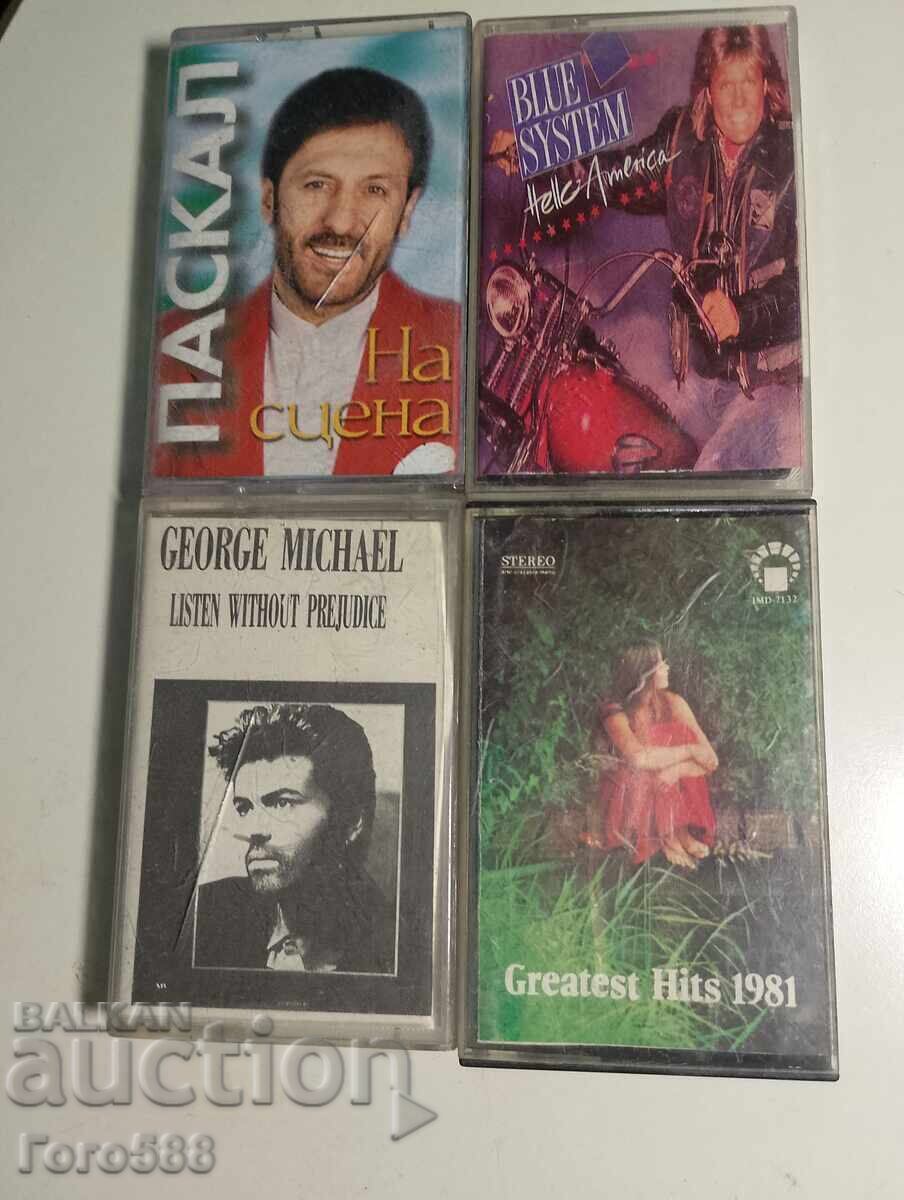 ПАСКАЛ
На
сцена
BLUE
SYSTEM
Hello America
GEORGE MICHAEL
LISTEN WITHOUT PREJUDICE
STEREO
IMD-7132
Greatest Hits 1981
BALKAN
auction
Горо588